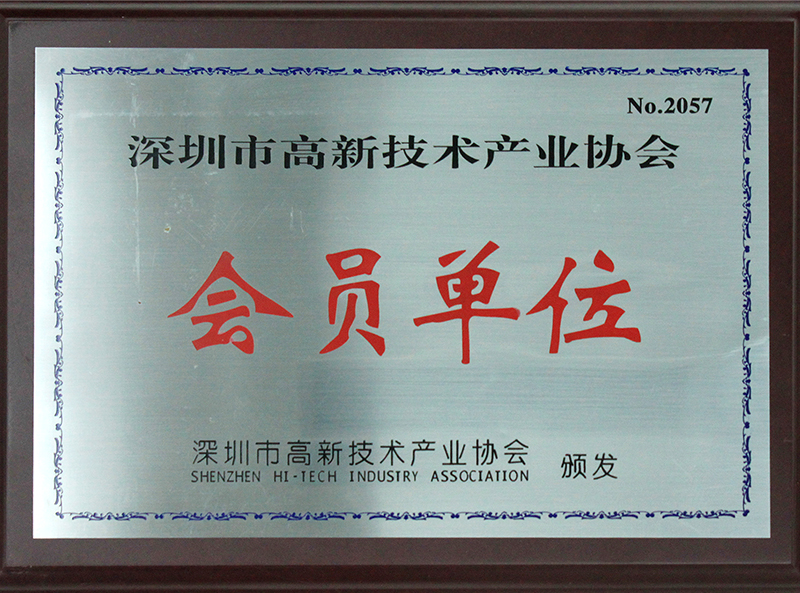 No.2057
深圳市高新技术产业协会
会员单位
深圳市高新技术产业协会 颁发
SHENZHEN HI-TECH INDUSTRY ASSOCIATION